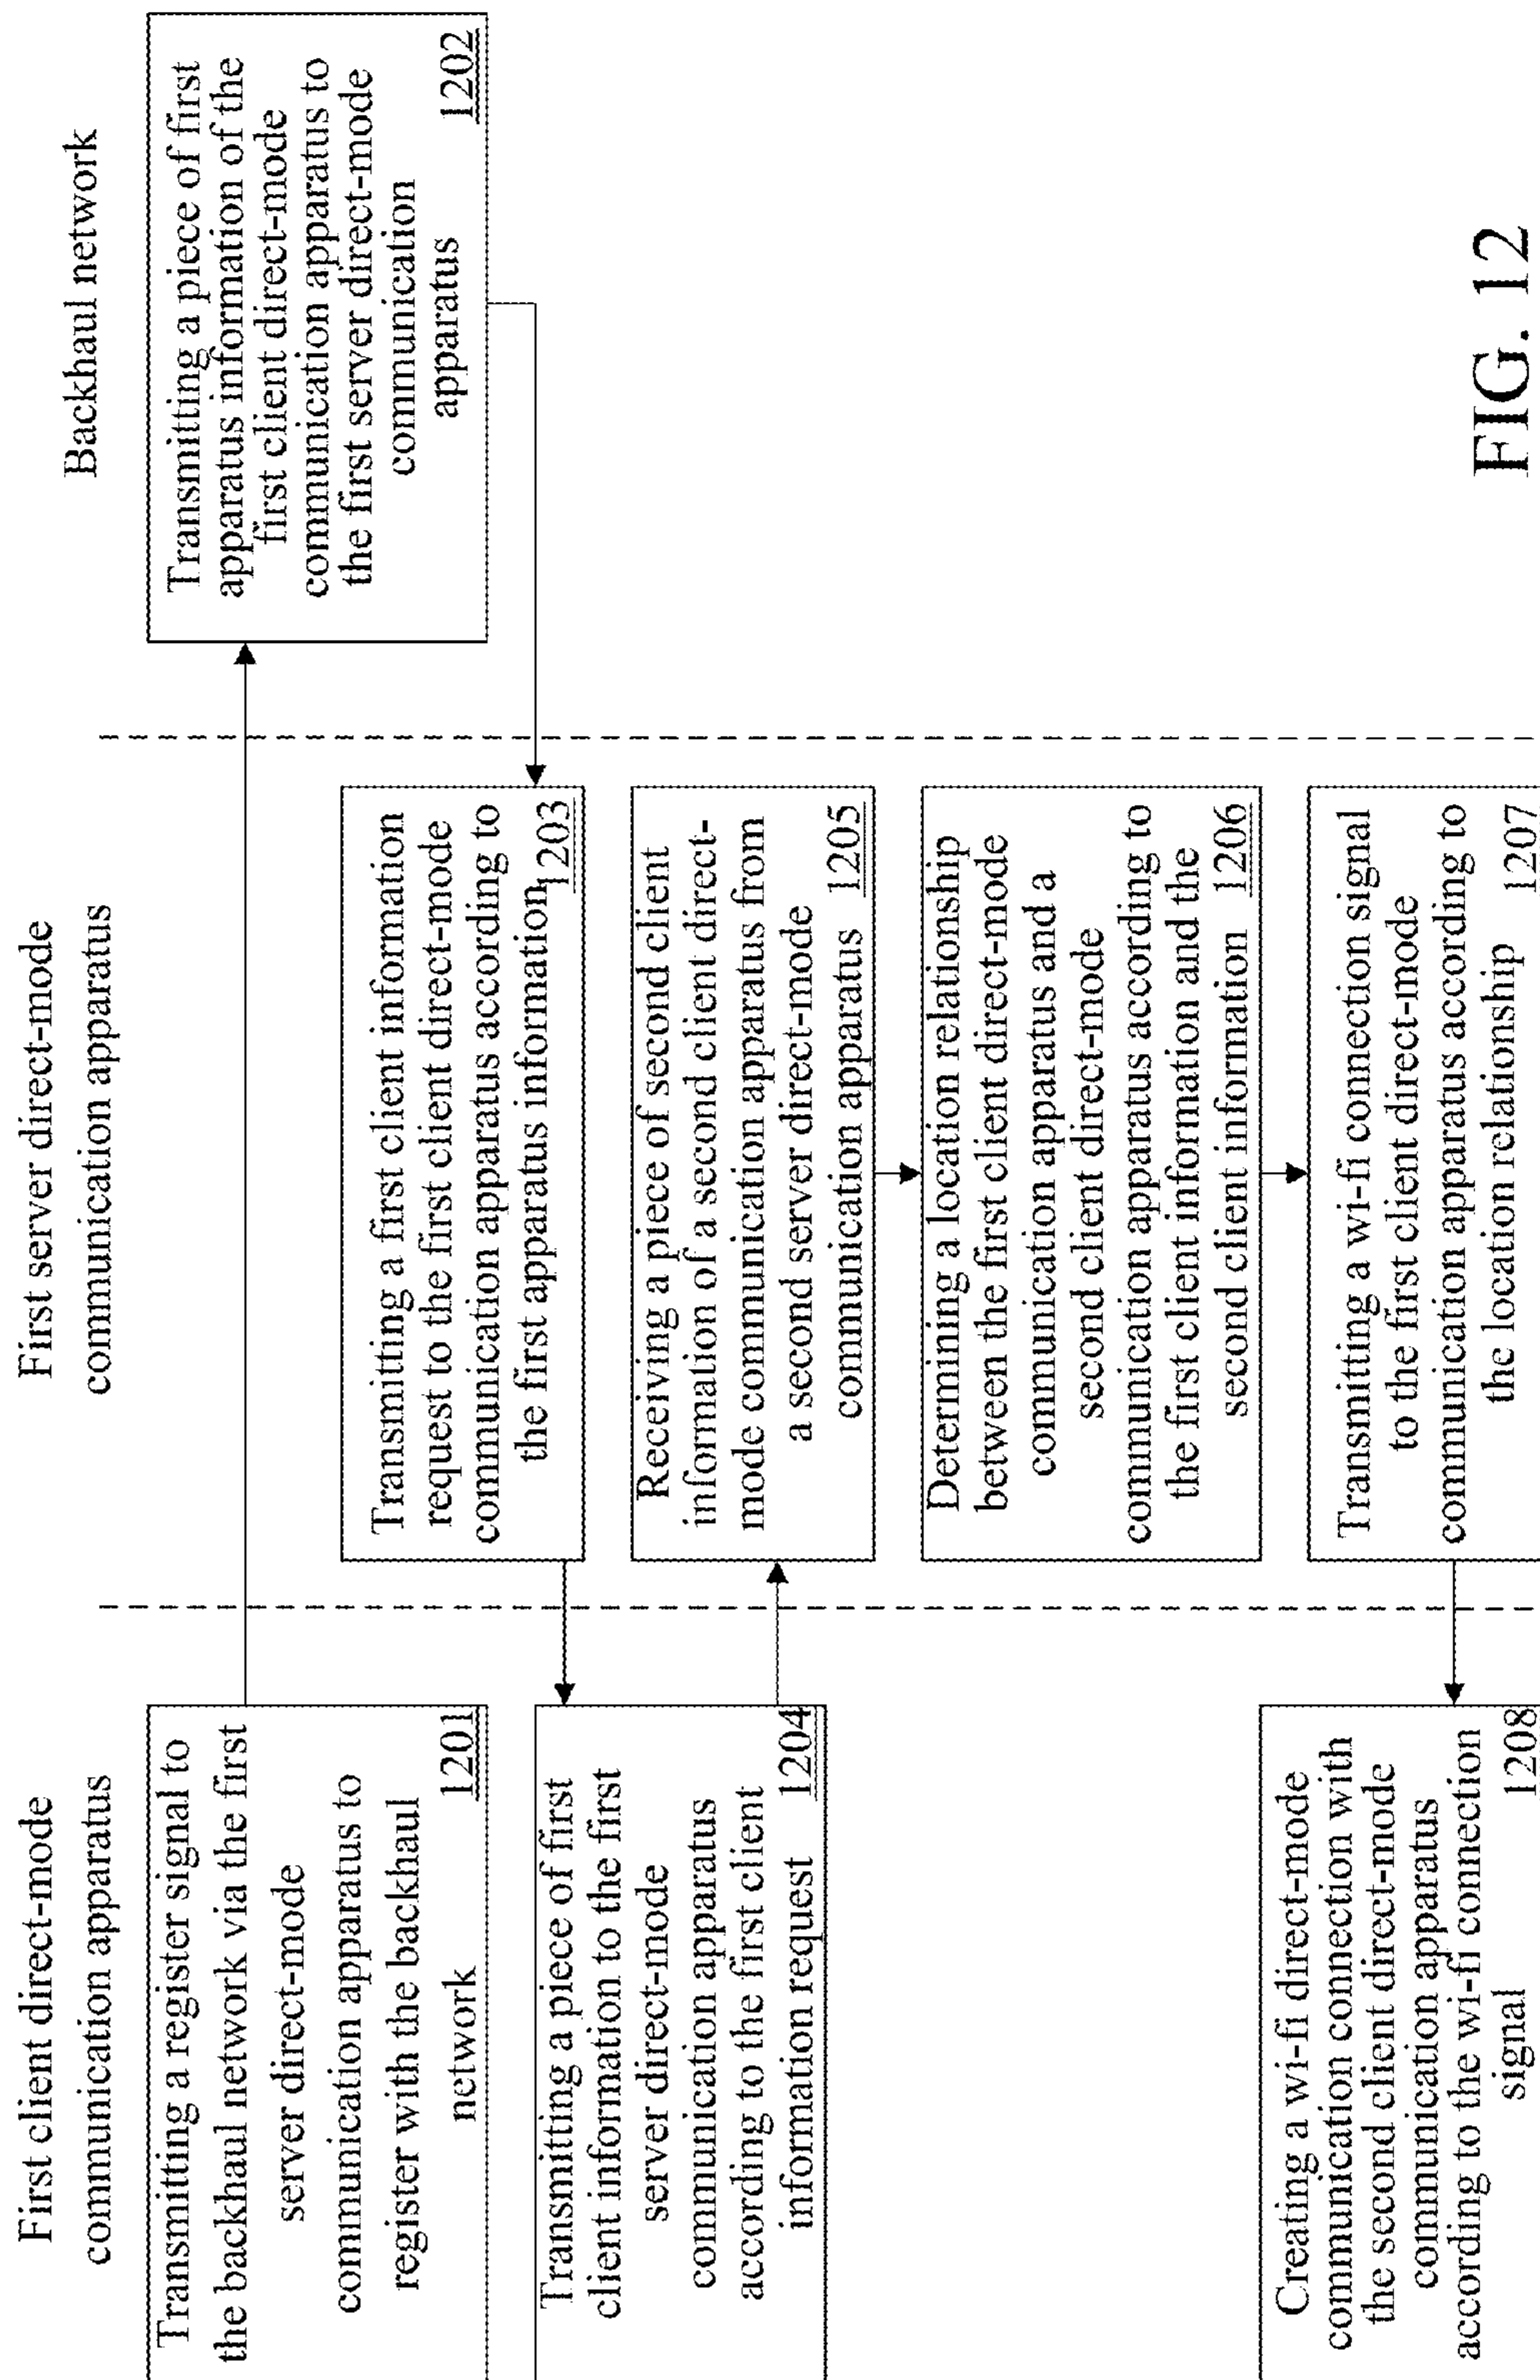 First client direct-mode
communication apparatus
First server direct-mode
communication apparatus
Backhaul network
Transmitting a register signal to
the backhaul network via the first
server direct-mode
communication apparatus to
register with the backhaul
network
1201
Transmitting a piece of first
apparatus information of the
first client direct-mode
communication apparatus to
the first server direct-mode
communication
apparatus
1202
Transmitting a first client information
request to the first client direct-mode
communication apparatus according to
the first apparatus information
1203
Transmitting a piece of first
client information to the first
server direct-mode
communication apparatus
according to the first client
information request 1204
Receiving a piece of second client
information of a second client direct-
mode communication apparatus from
a second server direct-mode
communication apparatus 1205
Determining a location relationship
between the first client direct-mode
communication apparatus and a
second client direct-mode
communication apparatus according to
the first client information and the
second client information 1206
Transmitting a wi-fi connection signal
to the first client direct-mode
communication apparatus according to
the location relationship 1207
Creating a wi-fi direct-mode
communication connection with
the second client direct-mode
communication apparatus
according to the wi-fi connection
signal 1208
FIG. 12